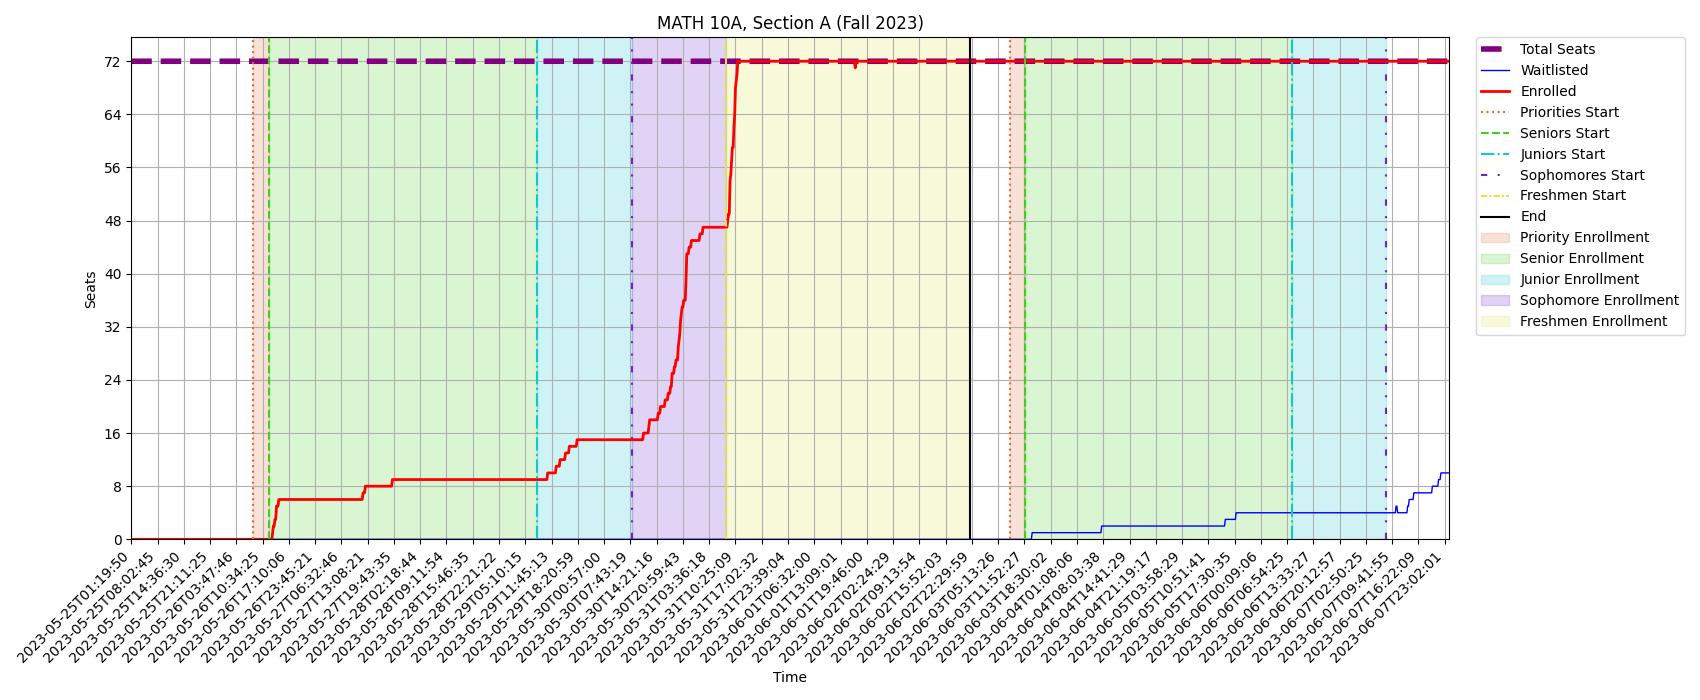 MATH 10A, Section A (Fall 2023)
Seats
72
64
56
48
40
32
24
16
8
0
2023-05-25T01:19:50
2023-05-25T08:02:45
2023-05-25T14:36:30
2023-05-25T21:11:25
2023-05-26T03:47:46
2023-05-26T10:34:25
2023-05-26T17:10:06
2023-05-26T23:45:21
2023-05-27T06:32:46
2023-05-27T13:08:21
2023-05-27T19:43:35
2023-05-28T02:18:44
2023-05-28T09:11:54
2023-05-28T15:46:35
2023-05-28T22:21:22
2023-05-29T05:10:15
2023-05-29T11:45:13
2023-05-29T18:20:59
2023-05-30T00:57:00
2023-05-30T07:43:19
2023-05-30T14:21:16
2023-05-30T20:59:43
2023-05-31T03:36:18
2023-05-31T10:25:09
2023-05-31T17:02:32
2023-05-31T23:39:04
2023-06-01T06:32:00
2023-06-01T13:09:01
2023-06-01T19:46:00
2023-06-02T02:24:29
2023-06-02T09:13:54
2023-06-02T15:52:03
2023-06-02T22:29:59
2023-06-03T05:13:26
2023-06-03T11:52:27
2023-06-03T18:30:02
2023-06-04T01:08:06
2023-06-04T08:03:38
2023-06-04T14:41:29
2023-06-04T21:19:17
2023-06-05T03:58:29
2023-06-05T10:51:41
2023-06-05T17:30:35
2023-06-06T00:09:06
2023-06-06T06:54:25
2023-06-06T13:33:27
2023-06-06T20:12:57
2023-06-07T02:50:25
2023-06-07T09:41:55
2023-06-07T16:22:09
2023-06-07T23:02:01
Time
Total Seats
Waitlisted
Enrolled
Priorities Start
Seniors Start
Juniors Start
Sophomores Start
Freshmen Start
End
Priority Enrollment
Senior Enrollment
Junior Enrollment
Sophomore Enrollment
Freshmen Enrollment